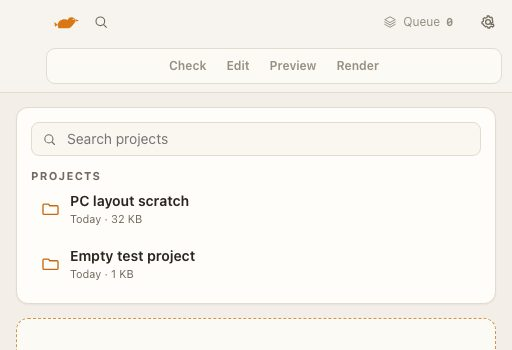 Queue 0
Check Edit Preview Render
Search projects
PROJECTS
PC layout scratch
Today · 32 KB
Empty test project
Today · 1 KB